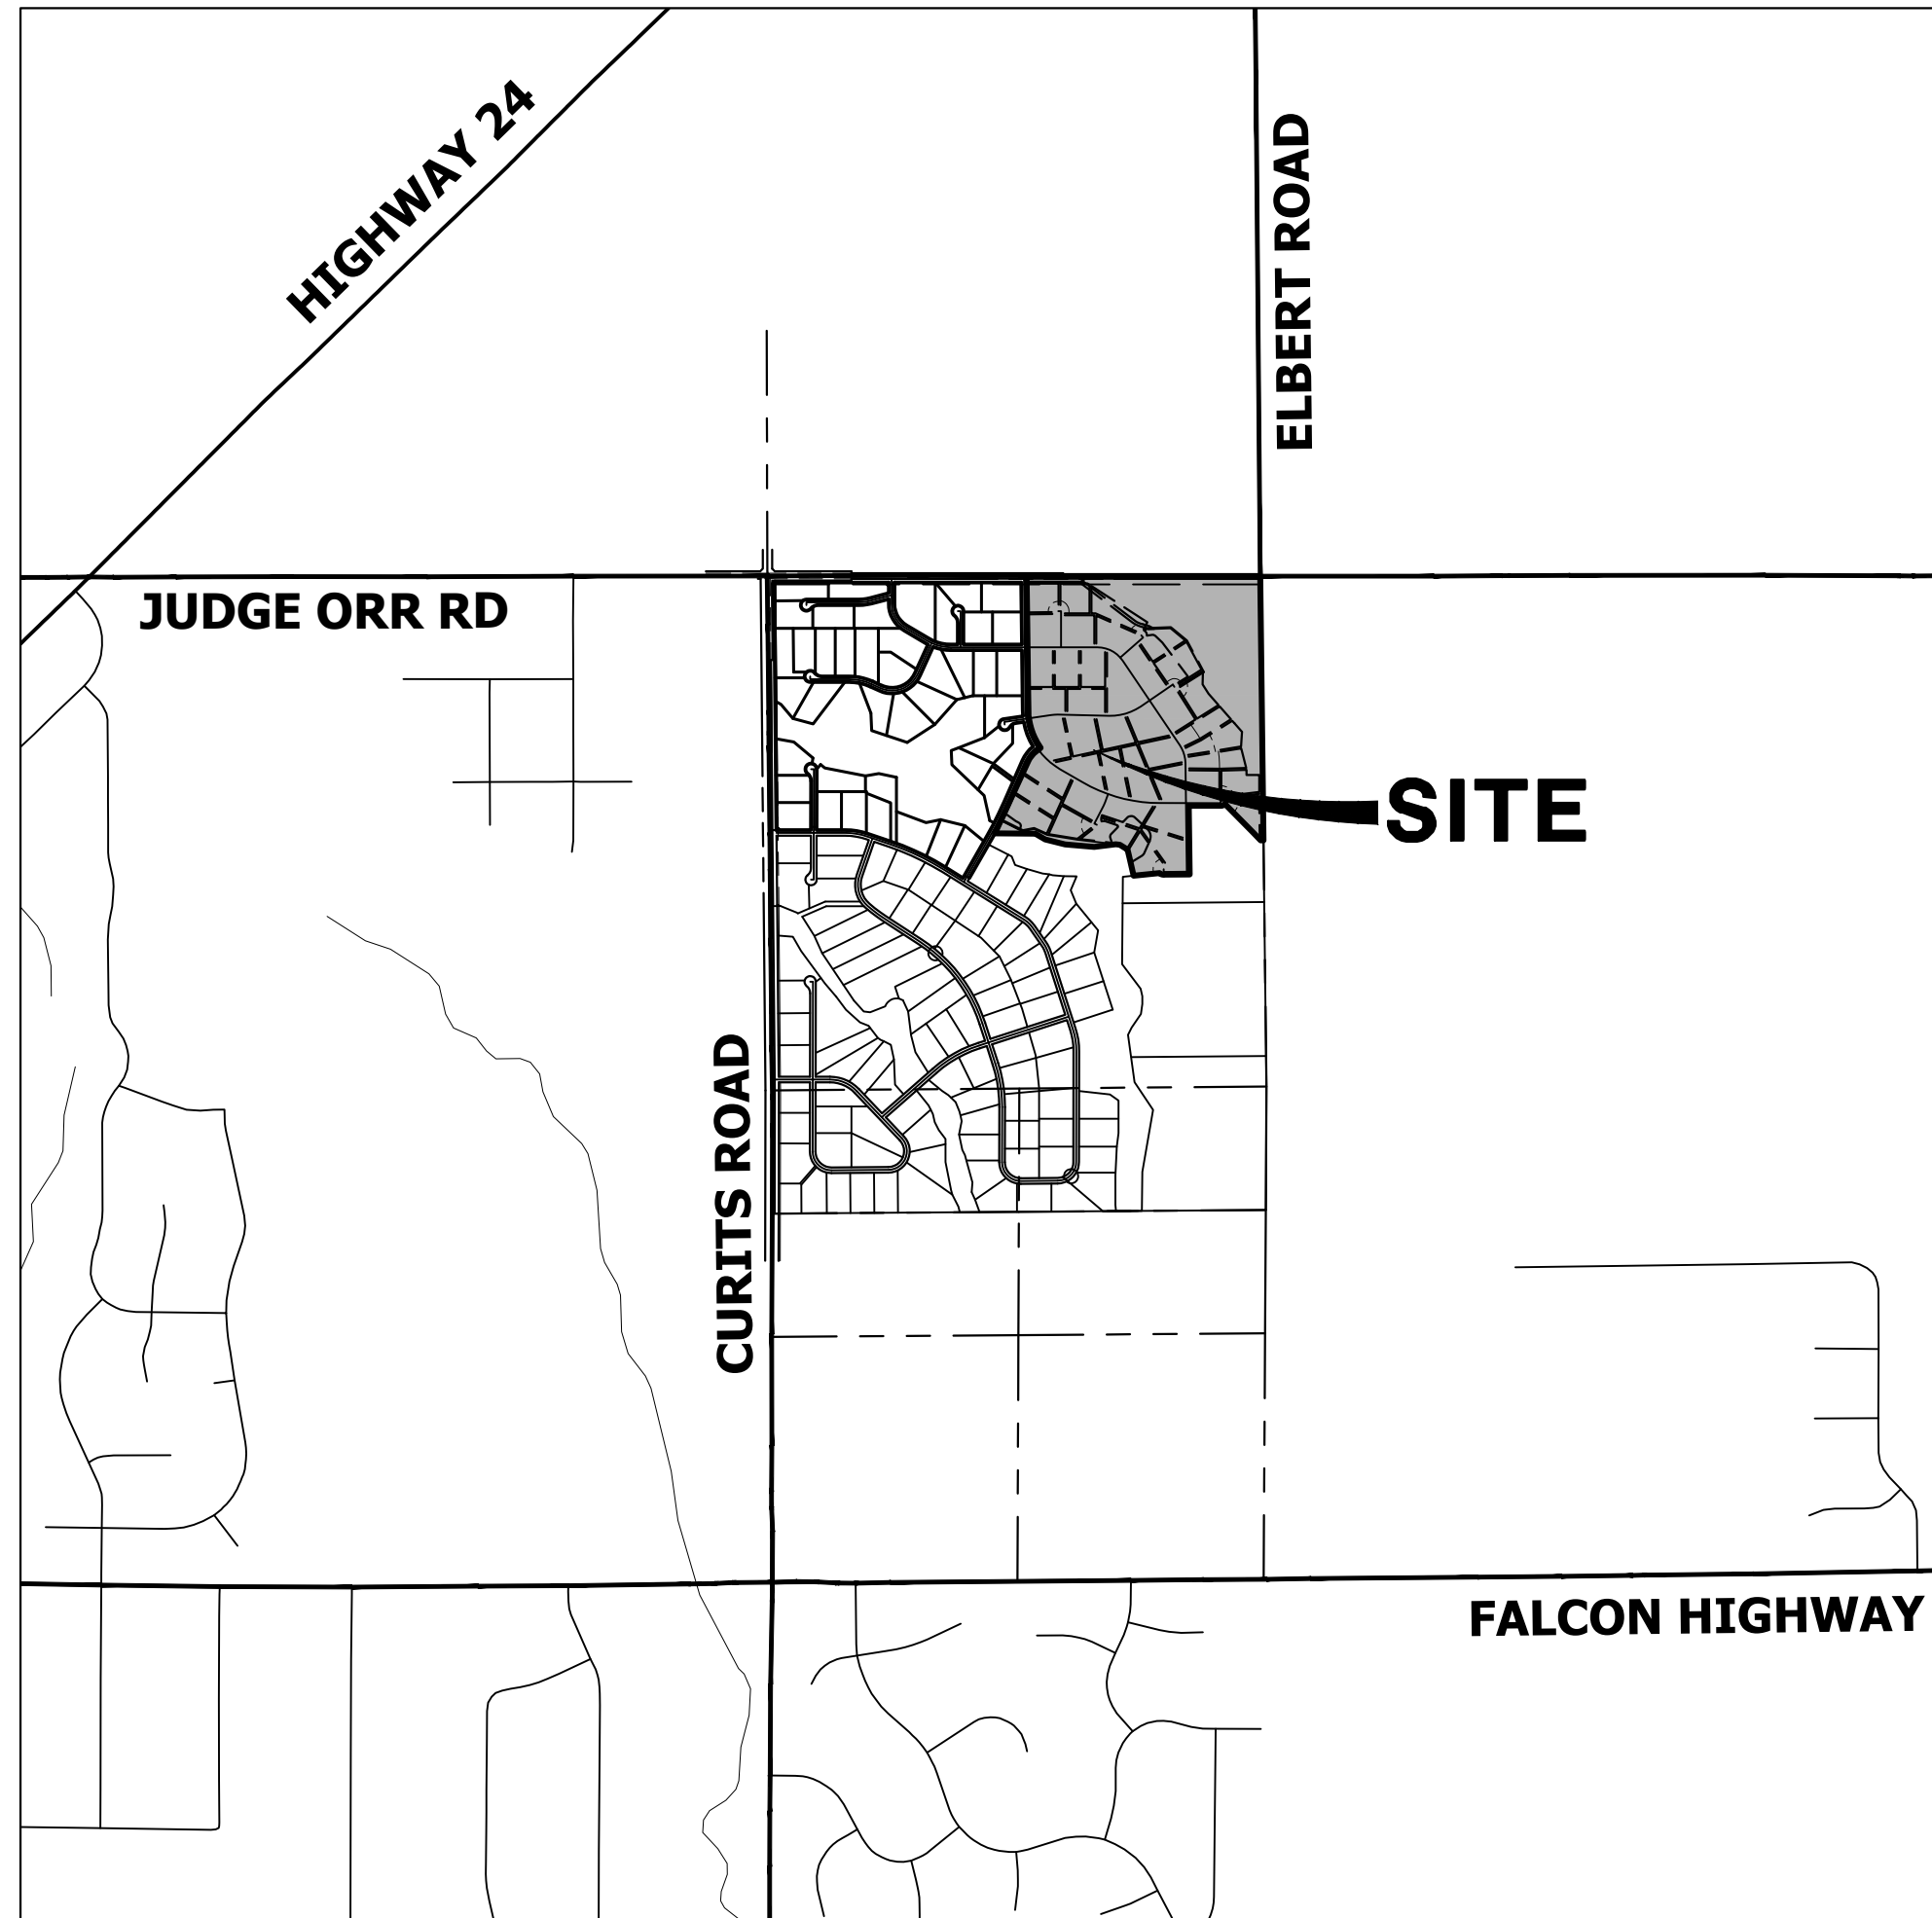 HIGHWAY 24
ELBERT ROAD
JUDGE ORR RD
SITE
CURITS ROAD
FALCON HIGHWAY